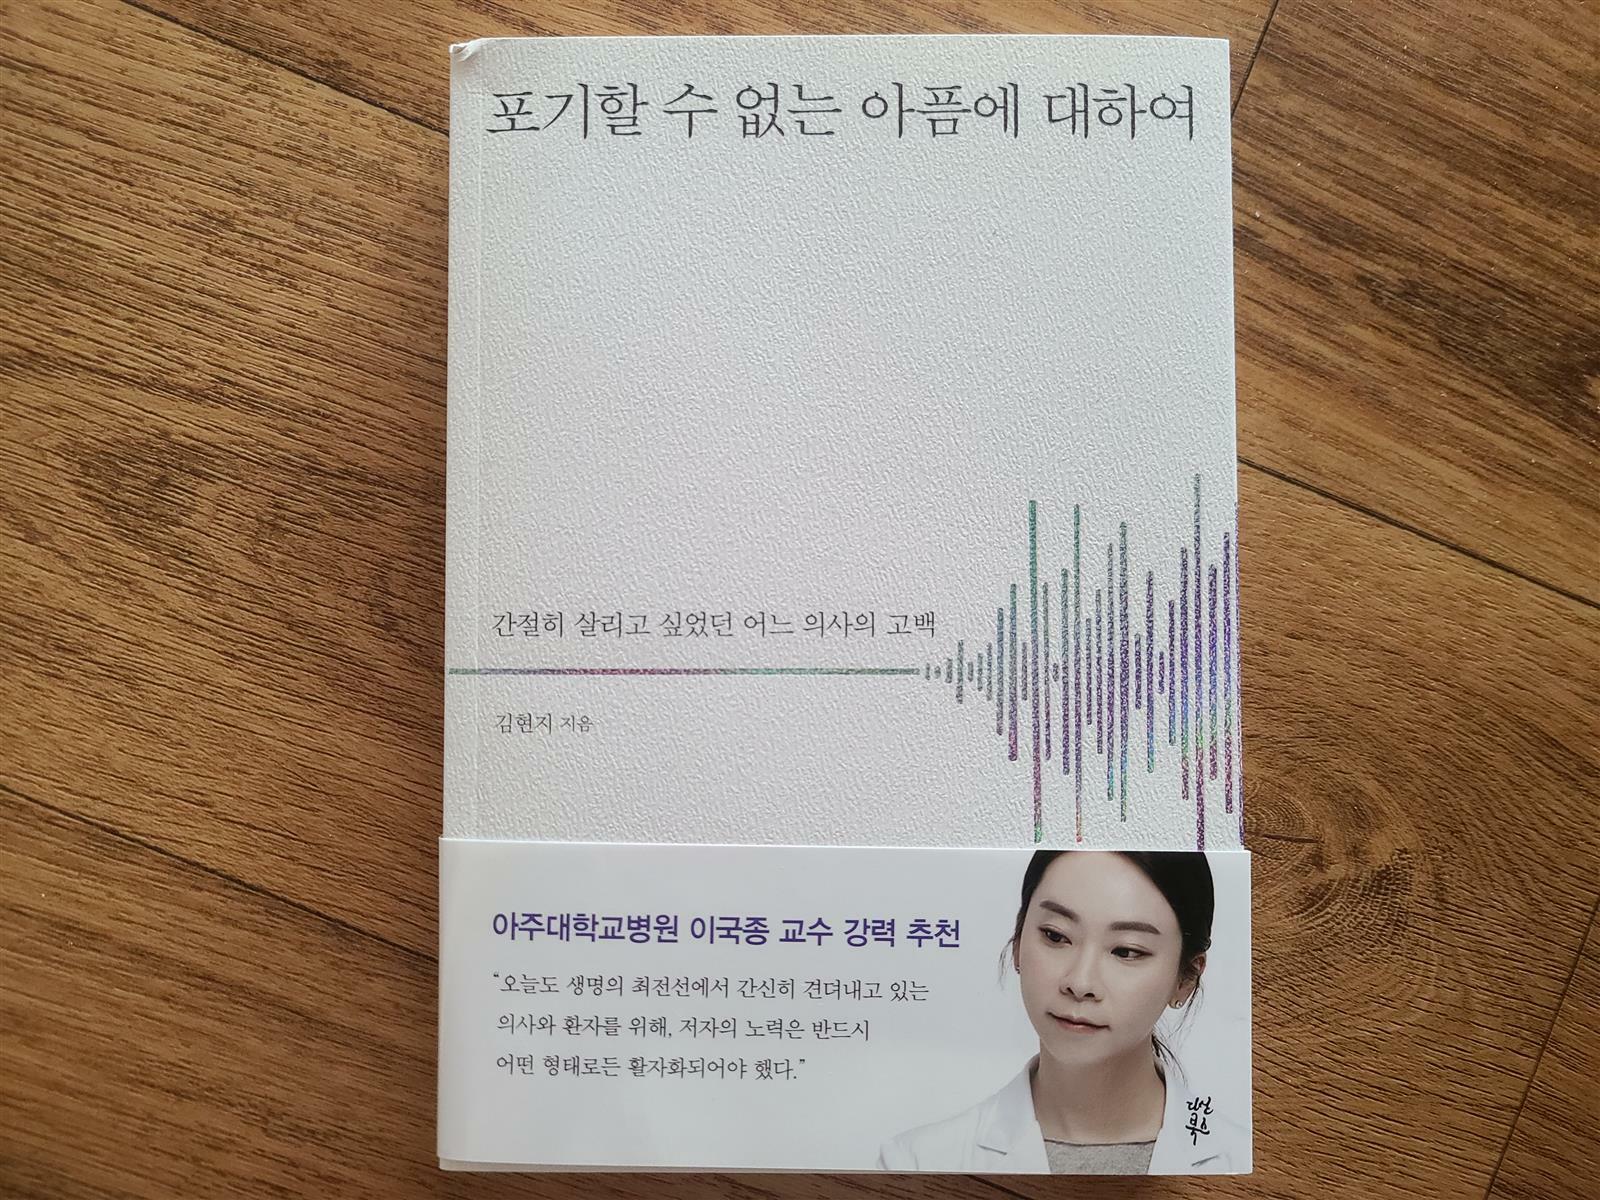 포기할 수 없는 아픔에 대하여
간절히 살리고 싶었던 어느 의사의 고백
김현지 지음
아주대학교병원 이국종 교수 강력 추천
“오늘도 생명의 최전선에서 간신히 견뎌내고 있는
의사와 환자를 위해, 저자의 노력은 반드시
어떤 형태로든 활자화되어야 했다.”
다산
북스